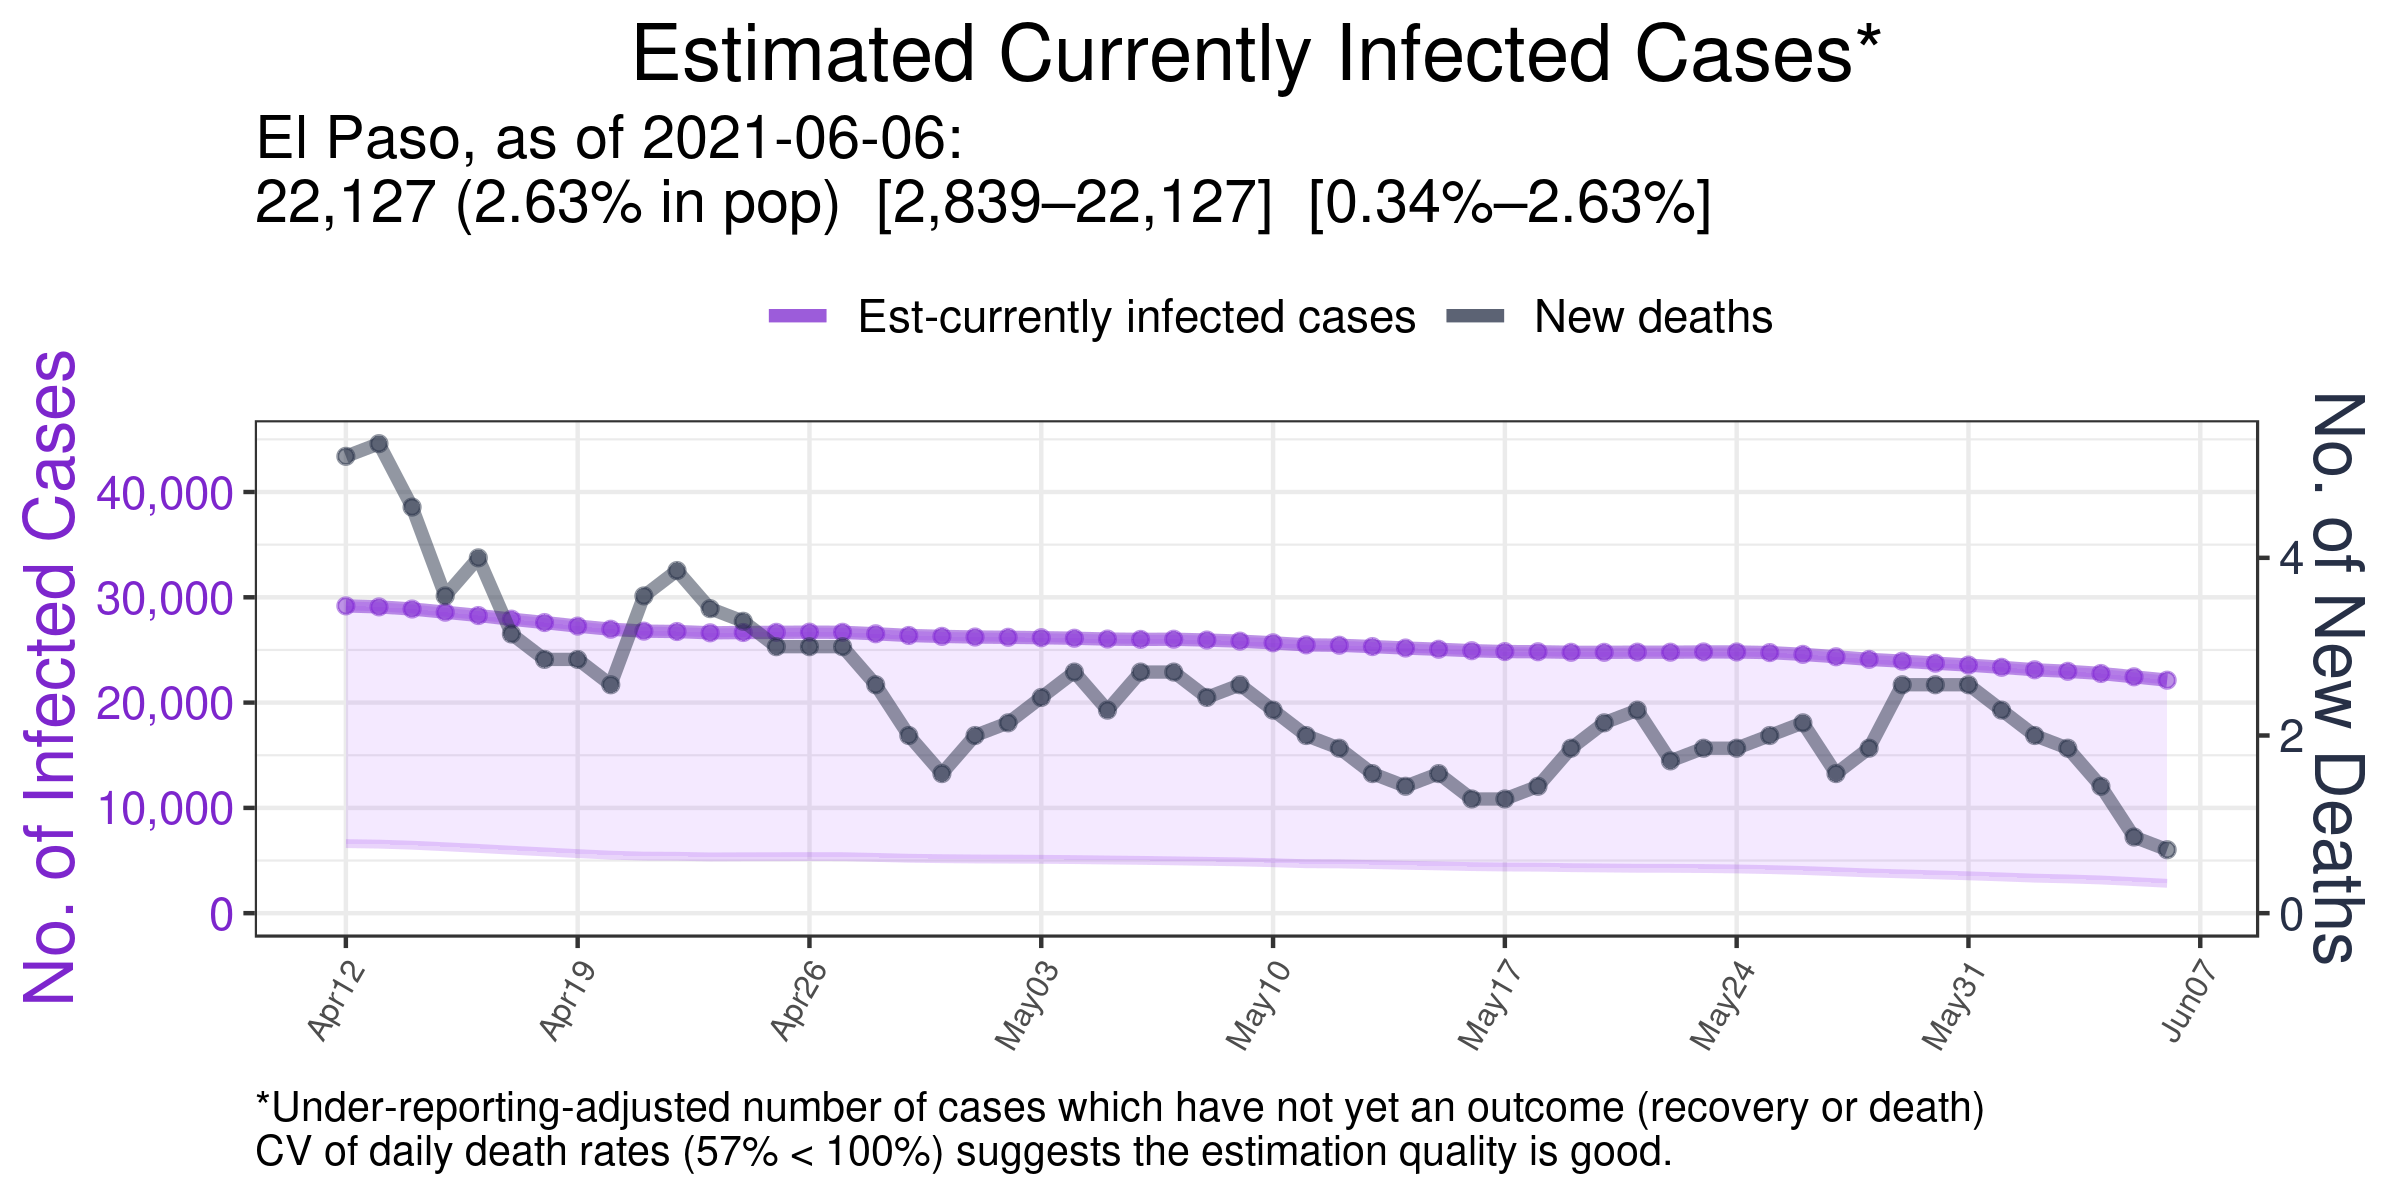 Estimated Currently Infected Cases*
El Paso, as of 2021-06-06:
22,127 (2.63% in pop)  [2,839–22,127]  [0.34%–2.63%]
Est-currently infected cases
New deaths
No. of Infected Cases
40,000
30,000
20,000
10,000
0
No. of New Deaths
4
2
0
Apr12
Apr19
Apr26
May03
May10
May17
May24
May31
Jun07
*Under-reporting-adjusted number of cases which have not yet an outcome (recovery or death)
CV of daily death rates (57% < 100%) suggests the estimation quality is good.